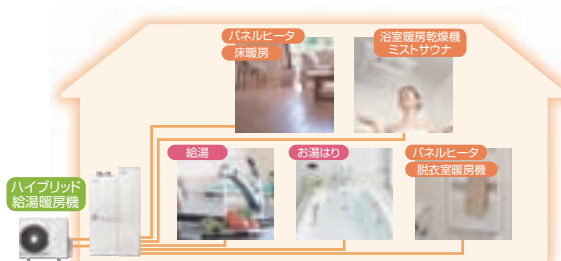 パネルヒータ
床暖房
浴室暖房乾燥機
ミストサウナ
給湯
お湯はり
パネルヒータ
脱衣室暖房機
ハイブリッド
給湯暖房機